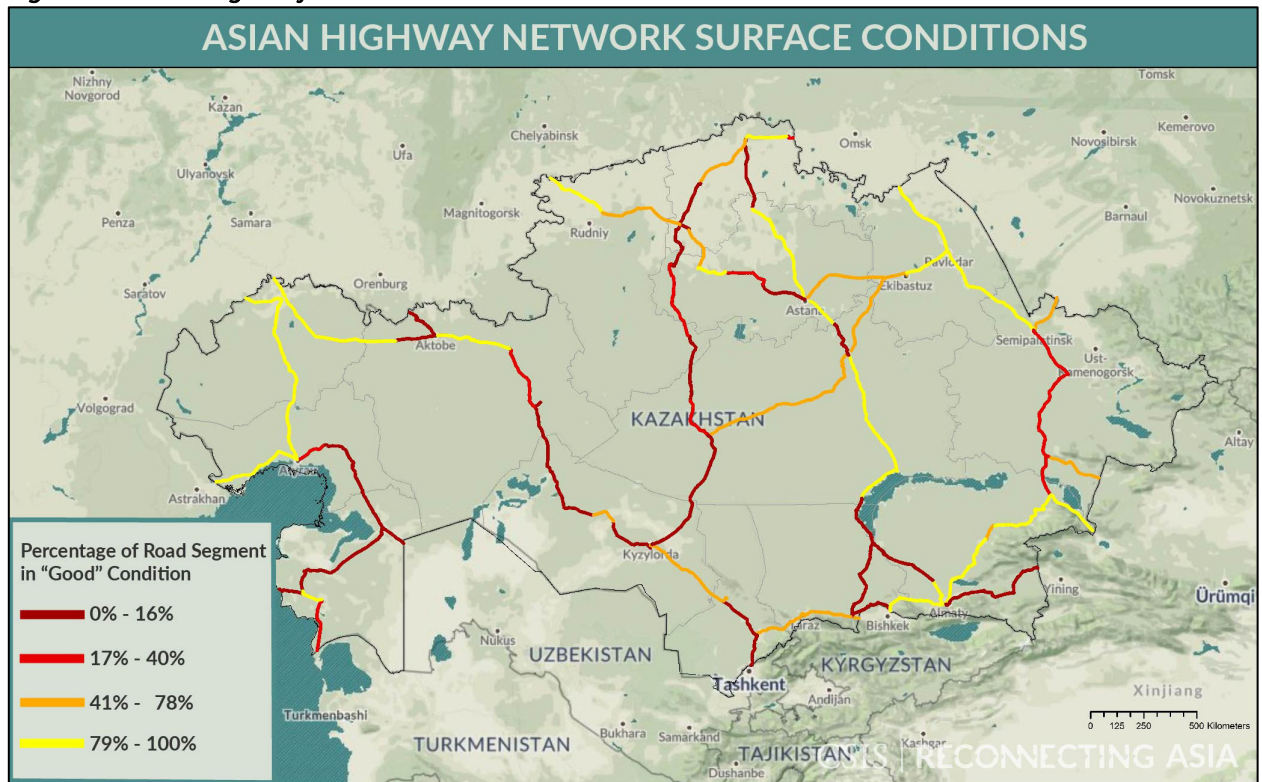 ASIAN HIGHWAY NETWORK SURFACE CONDITIONS
Tomsk
Nizhny
Novgorod
Kazan
Kemerovo
Chelyabinsk
Omsk
Novosibirsk
Ufa
Ulyanovsk
Novokuznetsk
Magnitogorsk
Penza
Samara
Barnaul
Rudniy
Pavlodar
Orenburg
Ekibastuz
Saratov
Astana
Aktobe
Semipalatinsk
Ust-
Kamenogorsk
Volgograd
KAZAKHSTAN
Altay
Atyrau
Astrakhan
Percentage of Road Segment
in “Good” Condition
0% - 16%
17% - 40%
41% - 78%
79% - 100%
Kyzylorda
Yining
Ürümqi
Almaty
Taraz
Bishkek
Nukus
UZBEKISTAN
KYRGYZSTAN
Tashkent
Andijan
Xinjiang
Turkmenbashi
0 125 250 500 Kilometers
Bukhara
Samarkand
Kashgar
TURKMENISTAN
TAJIKISTAN
CSIS | RECONNECTING ASIA
Dushanbe